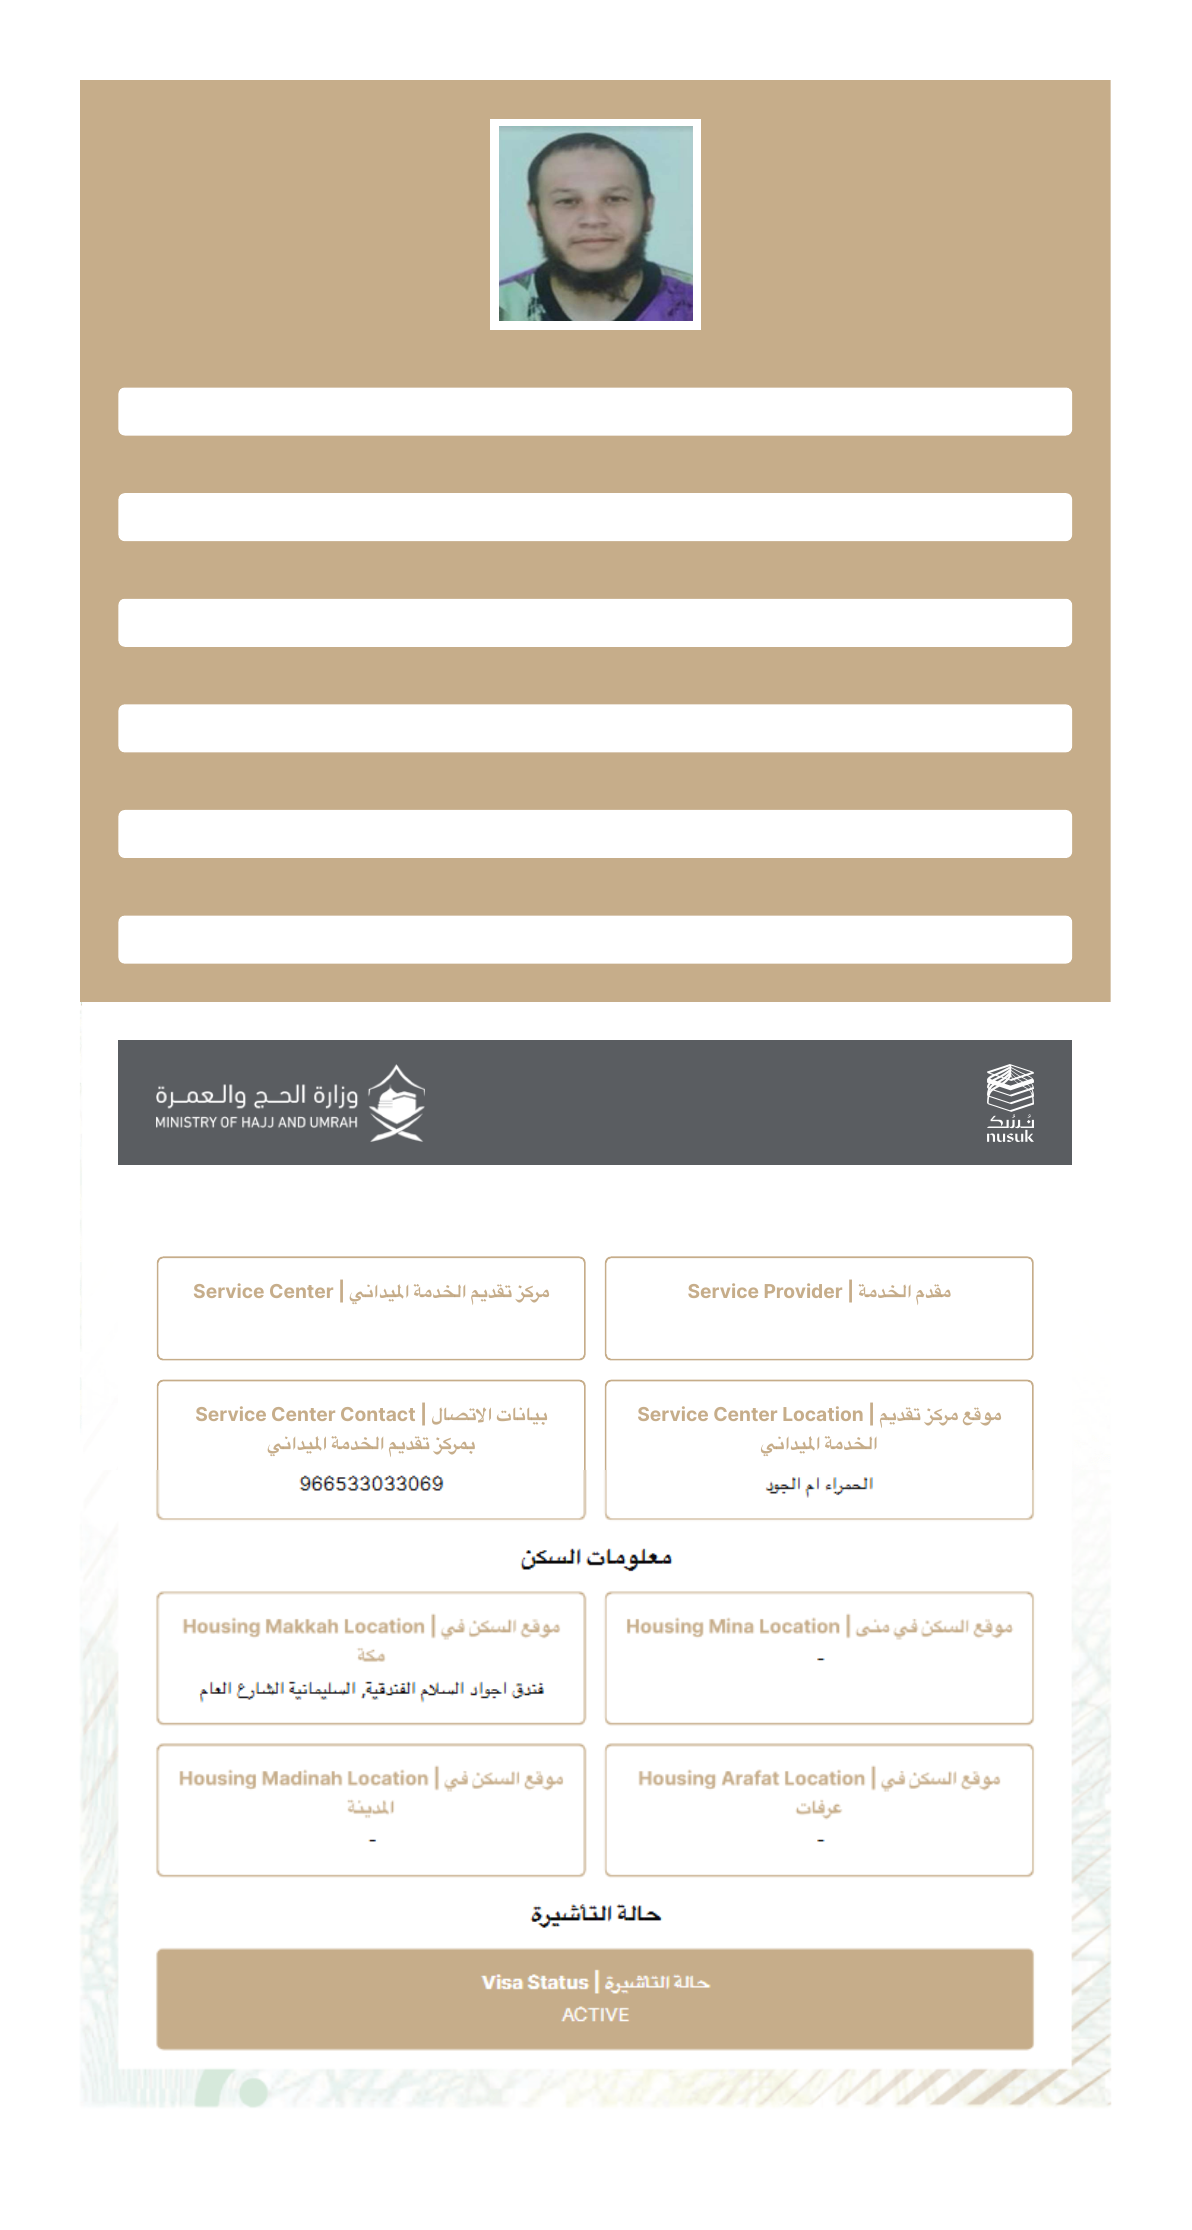 وزارة الحج والعمرة
MINISTRY OF HAJJ AND UMRAH
نُسُك
nusuk
Service Provider | مقدم الخدمة
Service Center | مركز تقديم الخدمة الميداني
Service Center Location | موقع مركز تقديم
الخدمة الميداني
الحمراء ام الجود
Service Center Contact | بيانات الاتصال
بمركز تقديم الخدمة الميداني
966533033069
معلومات السكن
Housing Mina Location | موقع السكن في منى
-
Housing Makkah Location | موقع السكن في
مكة
فندق اجواد السلام الفندقية, السليمانية الشارع العام
Housing Arafat Location | موقع السكن في
عرفات
-
Housing Madinah Location | موقع السكن في
المدينة
-
حالة التأشيرة
Visa Status | حالة التأشيرة
ACTIVE